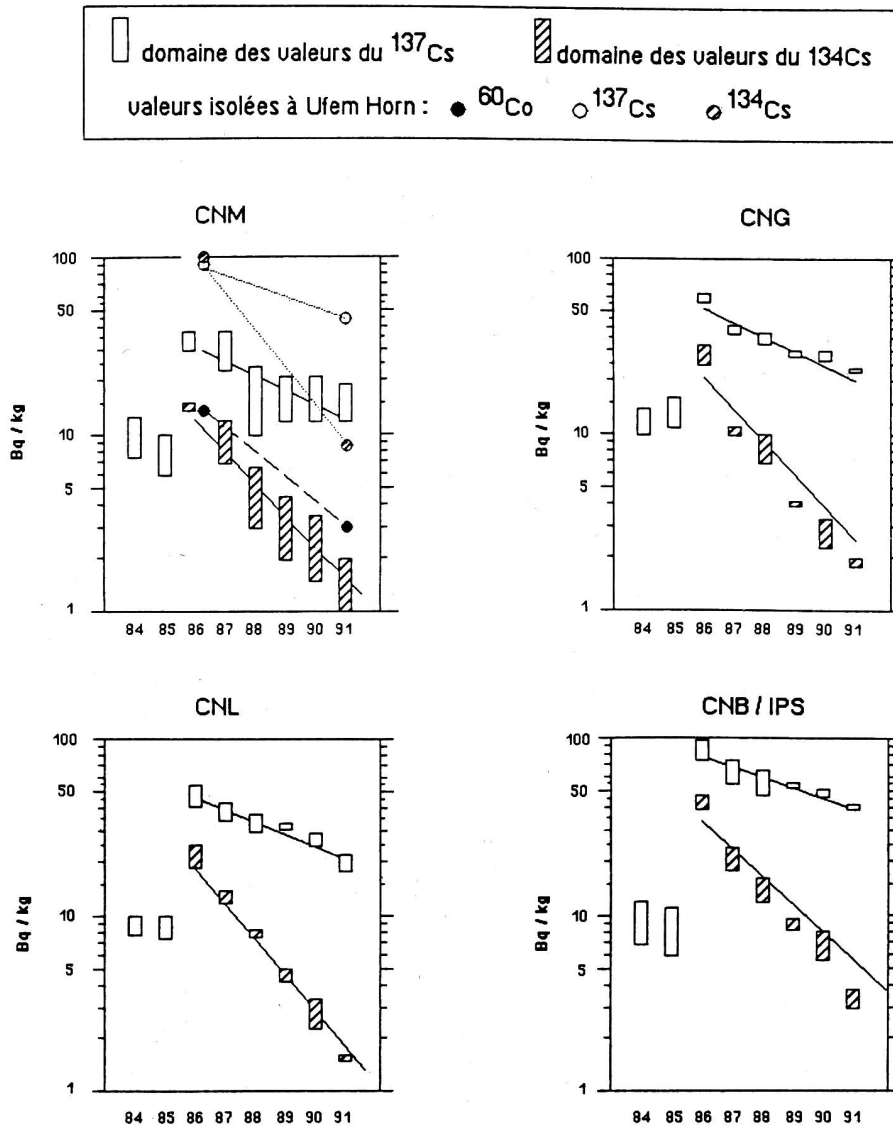 domaine des valeurs du 137Cs
domaine des valeurs du 134Cs
valeurs isolées à Ufem Horn : 60Co 137Cs 134Cs
CNM
Bq / kg
100
50
10
5
1
84 85 86 87 88 89 90 91
CNG
Bq / kg
100
50
10
5
1
84 85 86 87 88 89 90 91
CNL
Bq / kg
100
50
10
5
1
84 85 86 87 88 89 90 91
CNB / IPS
Bq / kg
100
50
10
5
1
84 85 86 87 88 89 90 91